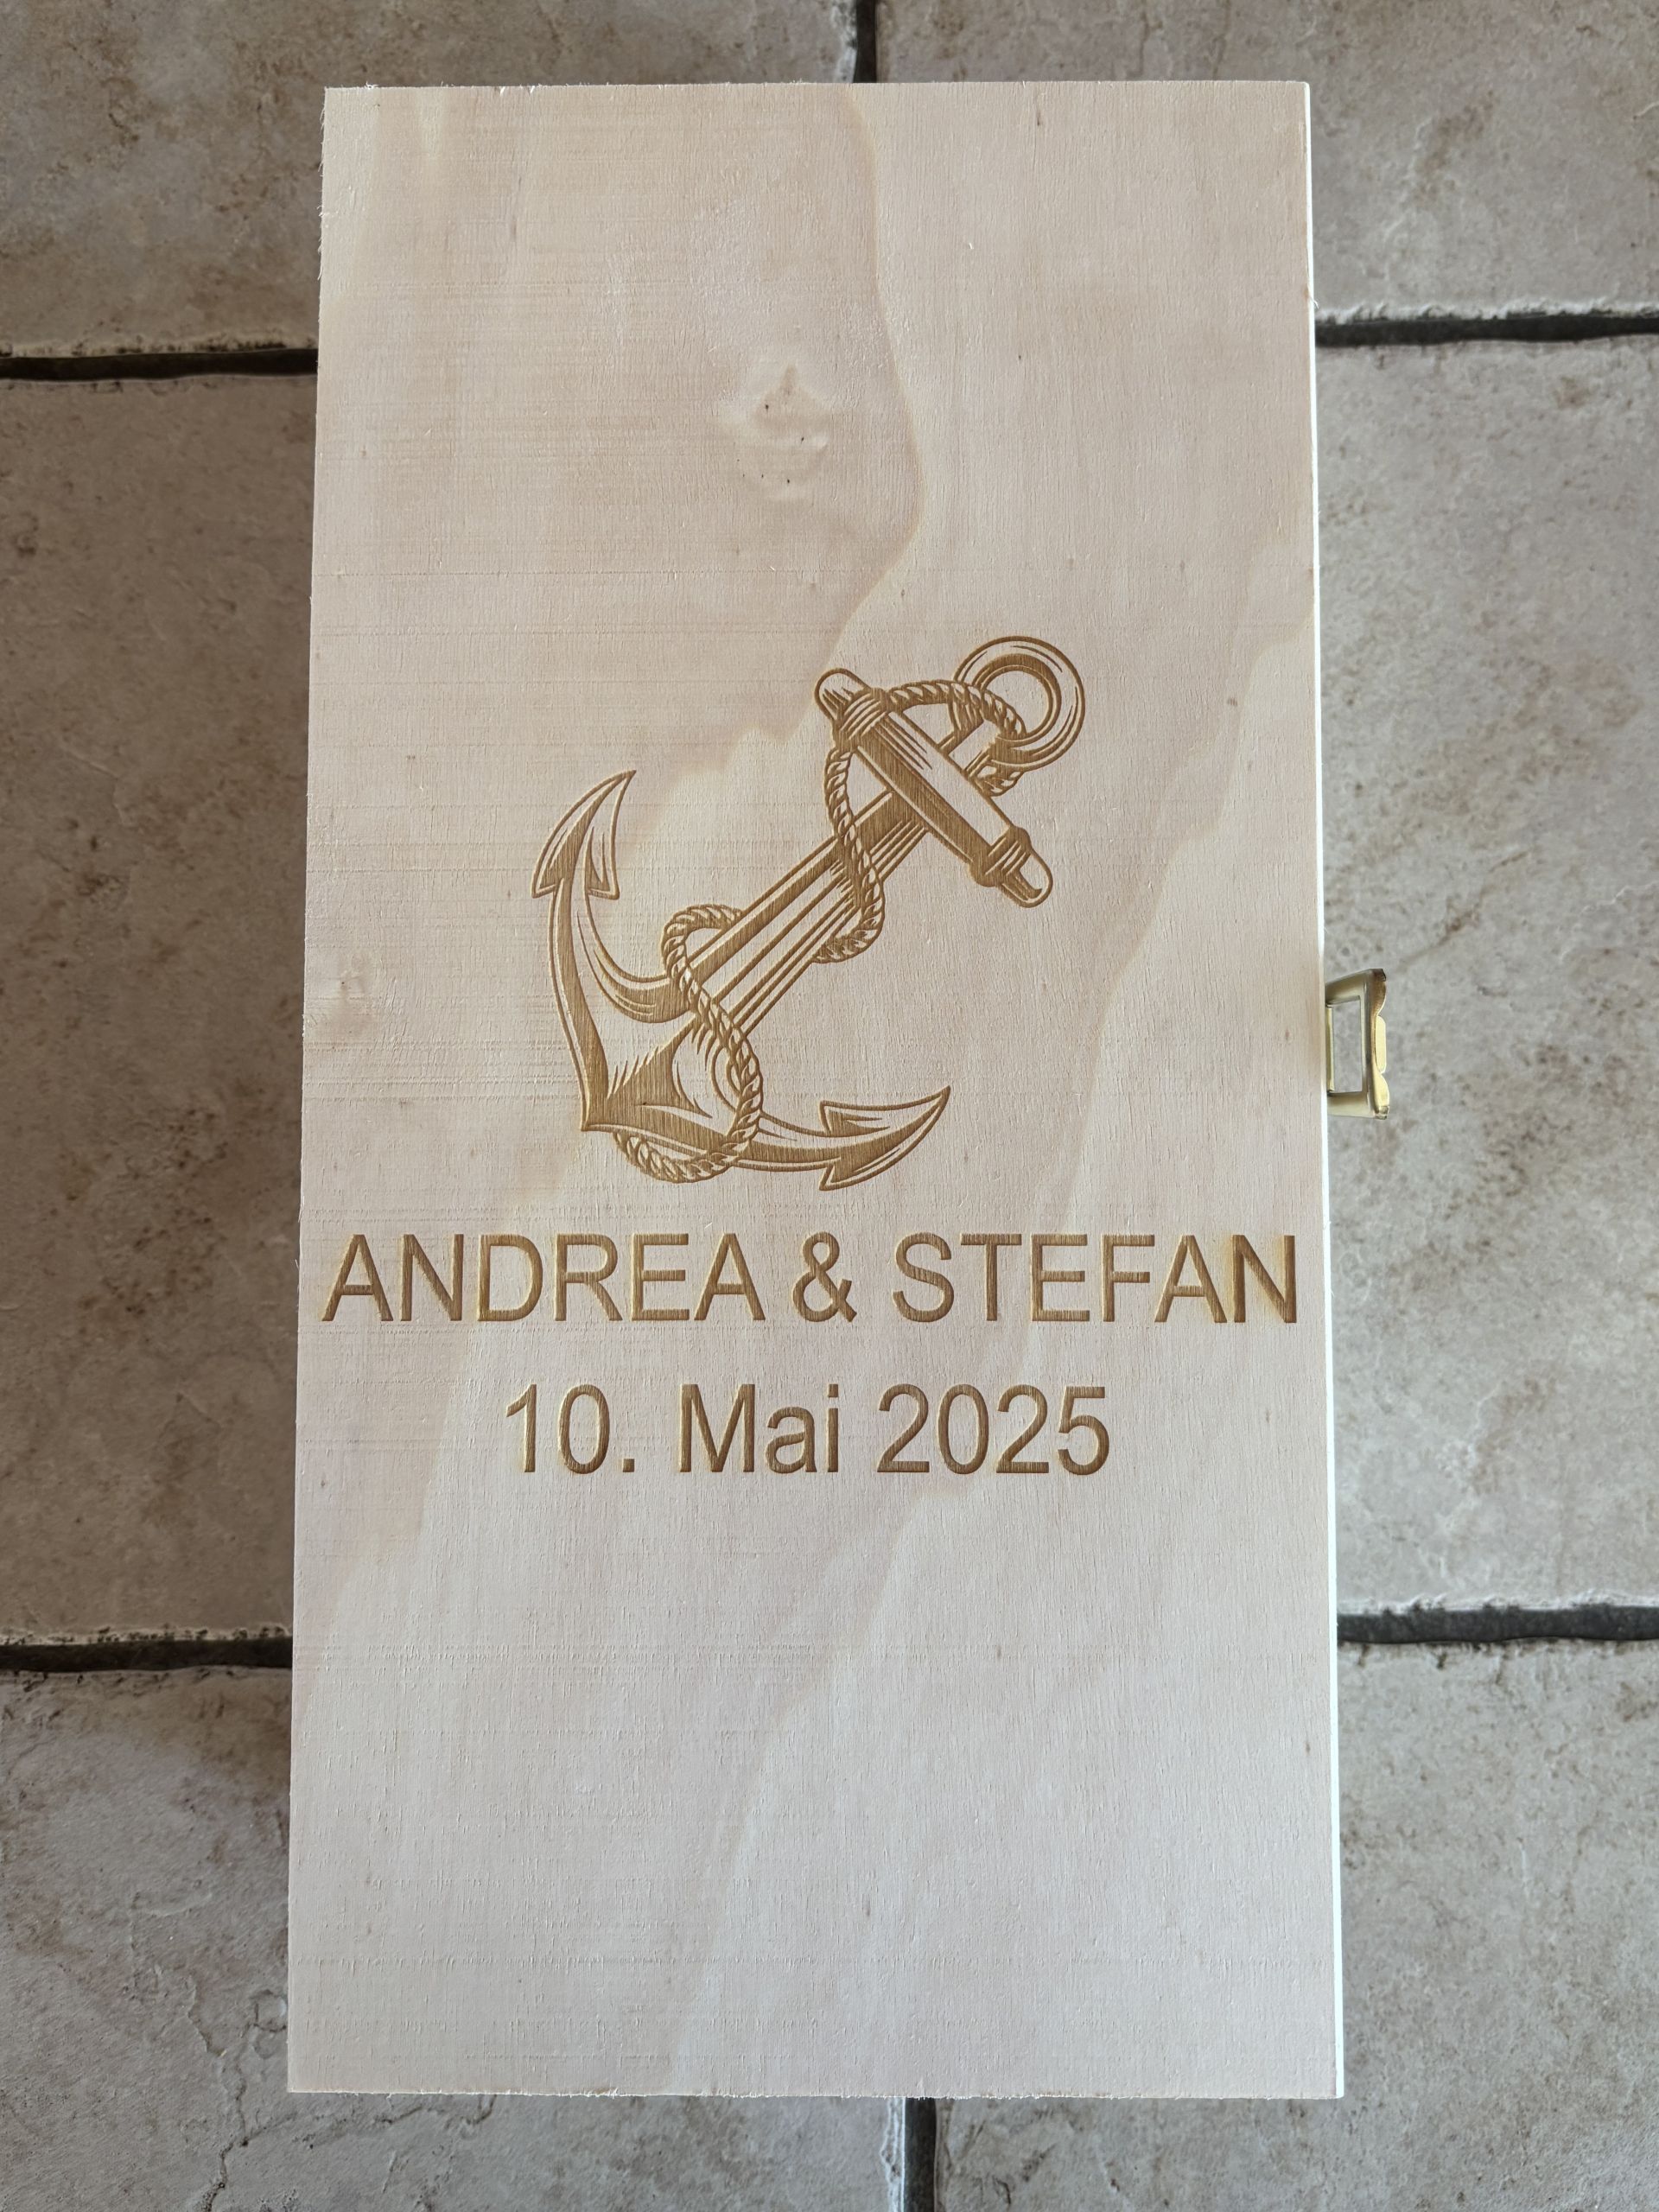 ANDREA & STEFAN
10. Mai 2025